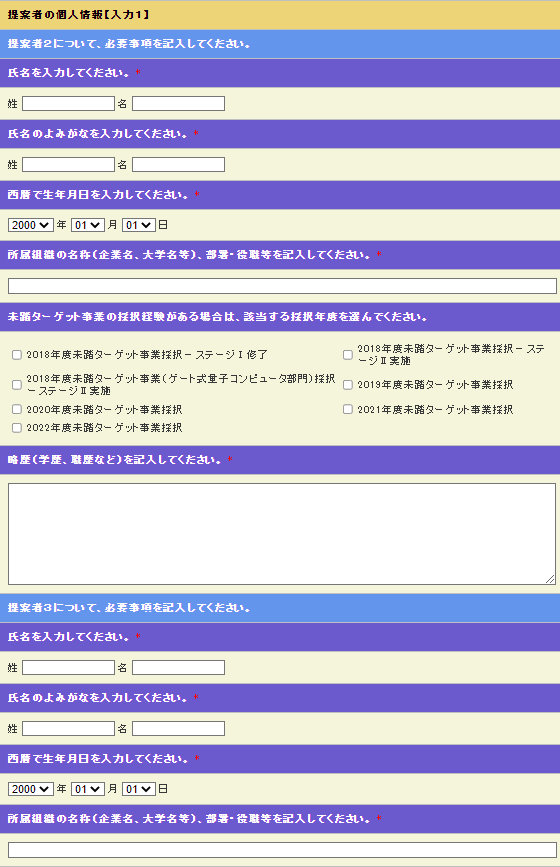 提案者の個人情報【入力1】
提案者2について、必要事項を記入してください。
氏名を入力してください。 *
姓 名
氏名のよみがなを入力してください。 *
姓 名
西暦で生年月日を入力してください。 *
2000 年 01 月 01 日
所属組織の名称(企業名、大学名等)、部署・役職等を記入してください。 *
未踏ターゲット事業の採択経験がある場合は、該当する採択年度を選んでください。
2018年度未踏ターゲット事業採択 - ステージⅠ修了
2018年度未踏ターゲット事業採択 - ステ
ージⅡ実施
2018年度未踏ターゲット事業(ゲート式量子コンピュータ部門)採択
- ステージⅡ実施
2019年度未踏ターゲット事業採択
2020年度未踏ターゲット事業採択
2021年度未踏ターゲット事業採択
2022年度未踏ターゲット事業採択
略歴(学歴、職歴など)を記入してください。 *
提案者3について、必要事項を記入してください。
氏名を入力してください。 *
姓 名
氏名のよみがなを入力してください。 *
姓 名
西暦で生年月日を入力してください。 *
2000 年 01 月 01 日
所属組織の名称(企業名、大学名等)、部署・役職等を記入してください。 *